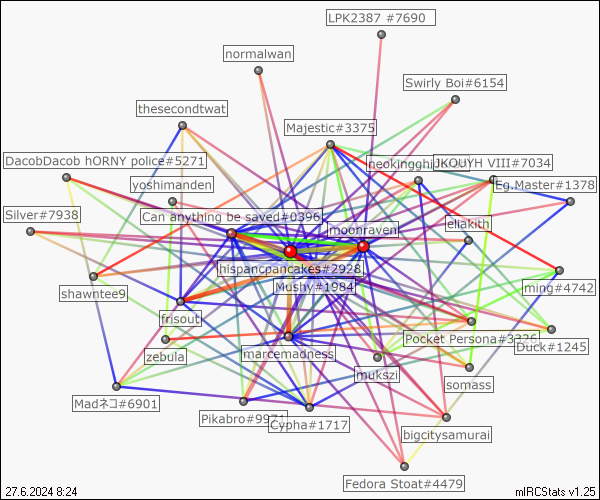 LPK2387 #7690
normalwan
Swirly Boi#6154
thesecondtwat
Majestic#3375
DacobDacob hORNY police#5271
JKOUYH VIII#7034
yoshimanden
Eg.Master#1378
Silver#7938
Can anything be saved#0396
moonraven
eliakith
hispancpancakes#2928
Mushy#1984
ming#4742
shawntee9
frisout
Pocket Persona#3326
Duck#1245
zebula
marcemadness
mukszi
somass
Madネコ#6901
Pikabro#9971
Cypha#1717
bigcitysamurai
Fedora Stoat#4479
27.6.2024 8:24
mIRCStats v1.25